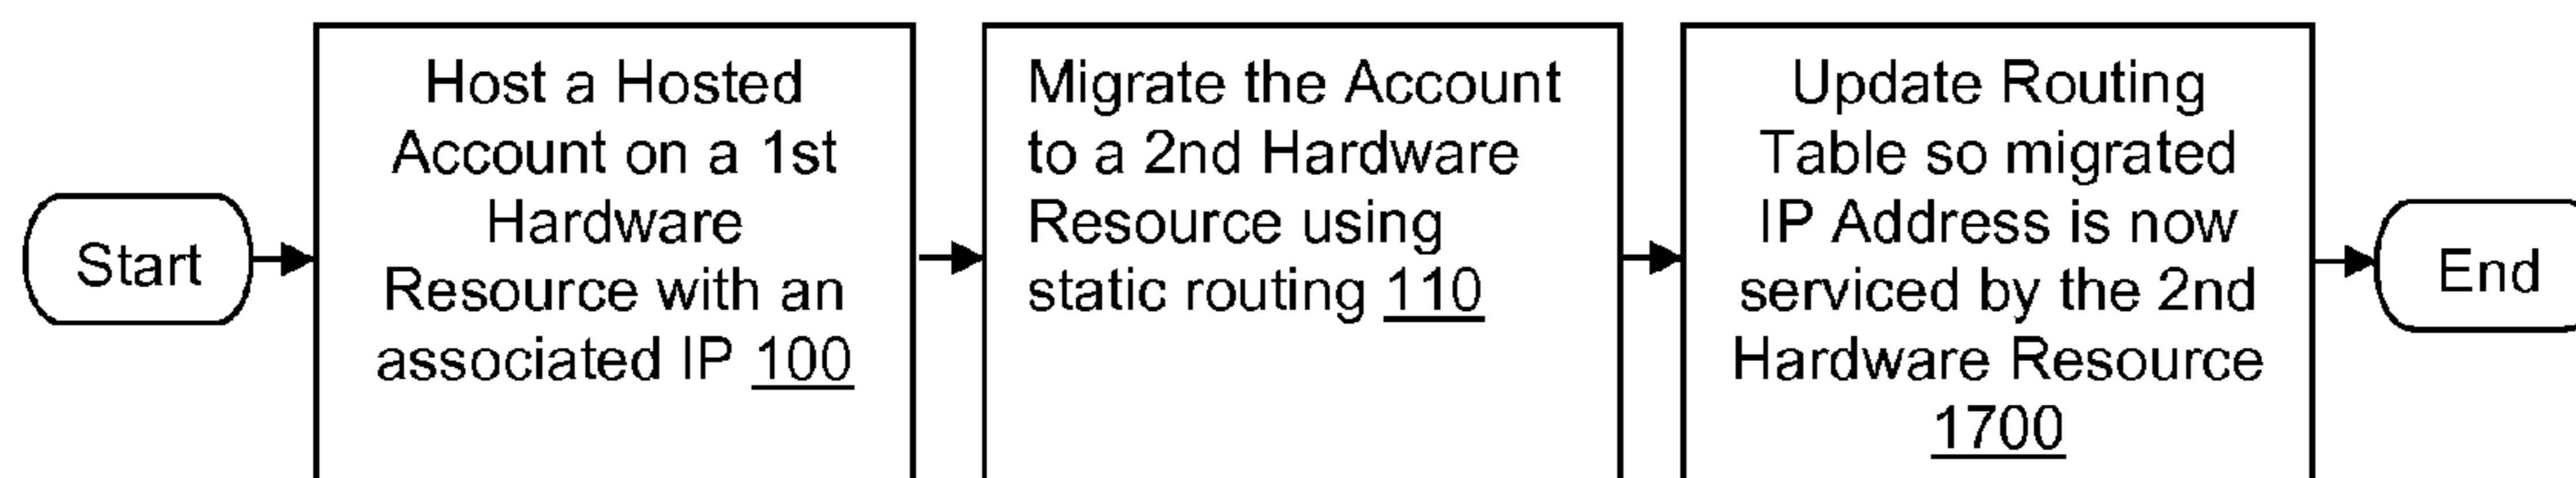 Start
Host a Hosted
Account on a 1st
Hardware
Resource with an
associated IP 100
Migrate the Account
to a 2nd Hardware
Resource using
static routing 110
Update Routing
Table so migrated
IP Address is now
serviced by the 2nd
Hardware Resource
1700
End